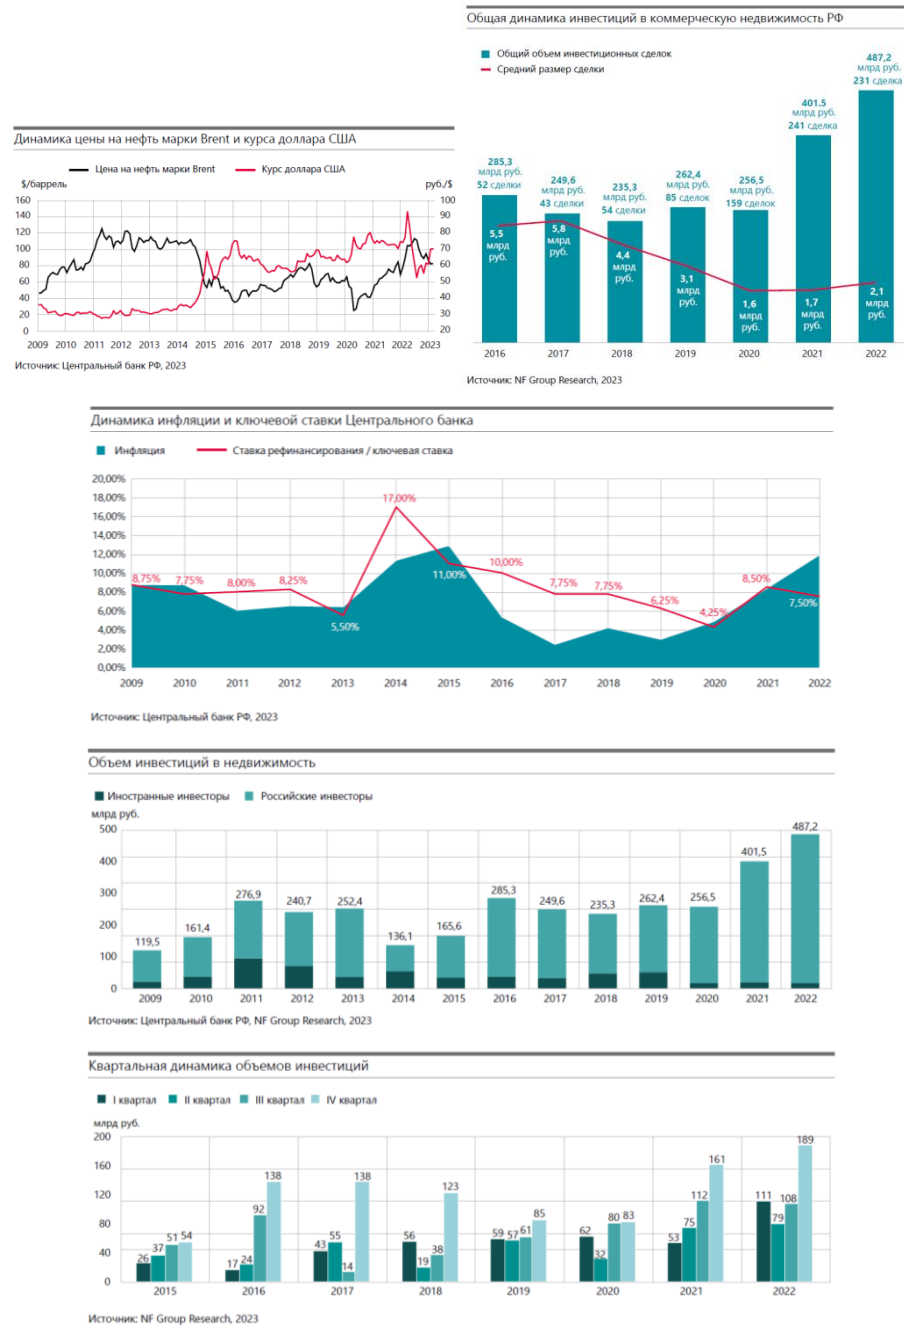 Общая динамика инвестиций в коммерческую недвижимость РФ
Общий объем инвестиционных сделок
Средний размер сделки
285,3
млрд руб.
52 сделки
249,6
млрд руб.
43 сделки
235,3
млрд руб.
54 сделки
262,4
млрд руб.
85 сделок
256,5
млрд руб.
159 сделок
401.5
млрд руб.
241 сделка
487,2
млрд руб.
231 сделка
5,5
млрд
руб.
5,8
млрд
руб.
4,4
млрд
руб.
3,1
млрд
руб.
1,6
млрд
руб.
1,7
млрд
руб.
2,1
млрд
руб.
2016 2017 2018 2019 2020 2021 2022
Источник: NF Group Research, 2023
Динамика цены на нефть марки Brent и курса доллара США
Цена на нефть марки Brent Курс доллара США
$/баррель руб./$
160 100
140 90
120 80
100 70
80 60
60 50
40 40
20 30
0 20
2009 2010 2011 2012 2013 2014 2015 2016 2017 2018 2019 2020 2021 2022 2023
Источник: Центральный банк РФ, 2023
Динамика инфляции и ключевой ставки Центрального банка
Инфляция Ставка рефинансирования / ключевая ставка
20,00%
18,00%
16,00%
14,00%
12,00%
10,00%
8,00%
6,00%
4,00%
2,00%
0,00%
8,75% 7,75% 8,00% 8,25% 5,50% 17,00% 11,00% 10,00% 7,75% 7,75% 6,25% 4,25% 8,50% 7,50%
2009 2010 2011 2012 2013 2014 2015 2016 2017 2018 2019 2020 2021 2022
Источник: Центральный банк РФ, 2023
Объем инвестиций в недвижимость
Иностранные инвесторы Российские инвесторы
млрд руб.
500
400
300
200
100
0
119,5 161,4 276,9 240,7 252,4 136,1 165,6 285,3 249,6 235,3 262,4 256,5 401,5 487,2
2009 2010 2011 2012 2013 2014 2015 2016 2017 2018 2019 2020 2021 2022
Источник: Центральный банк РФ, NF Group Research, 2023
Квартальная динамика объемов инвестиций
I квартал II квартал III квартал IV квартал
млрд руб.
200
160
120
80
40
0
26 37 51 54 17 24 92 138 43 55 14 138 56 19 38 123 59 57 61 85 62 32 80 83 53 75 112 161 111 79 108 189
2015 2016 2017 2018 2019 2020 2021 2022
Источник: NF Group Research, 2023